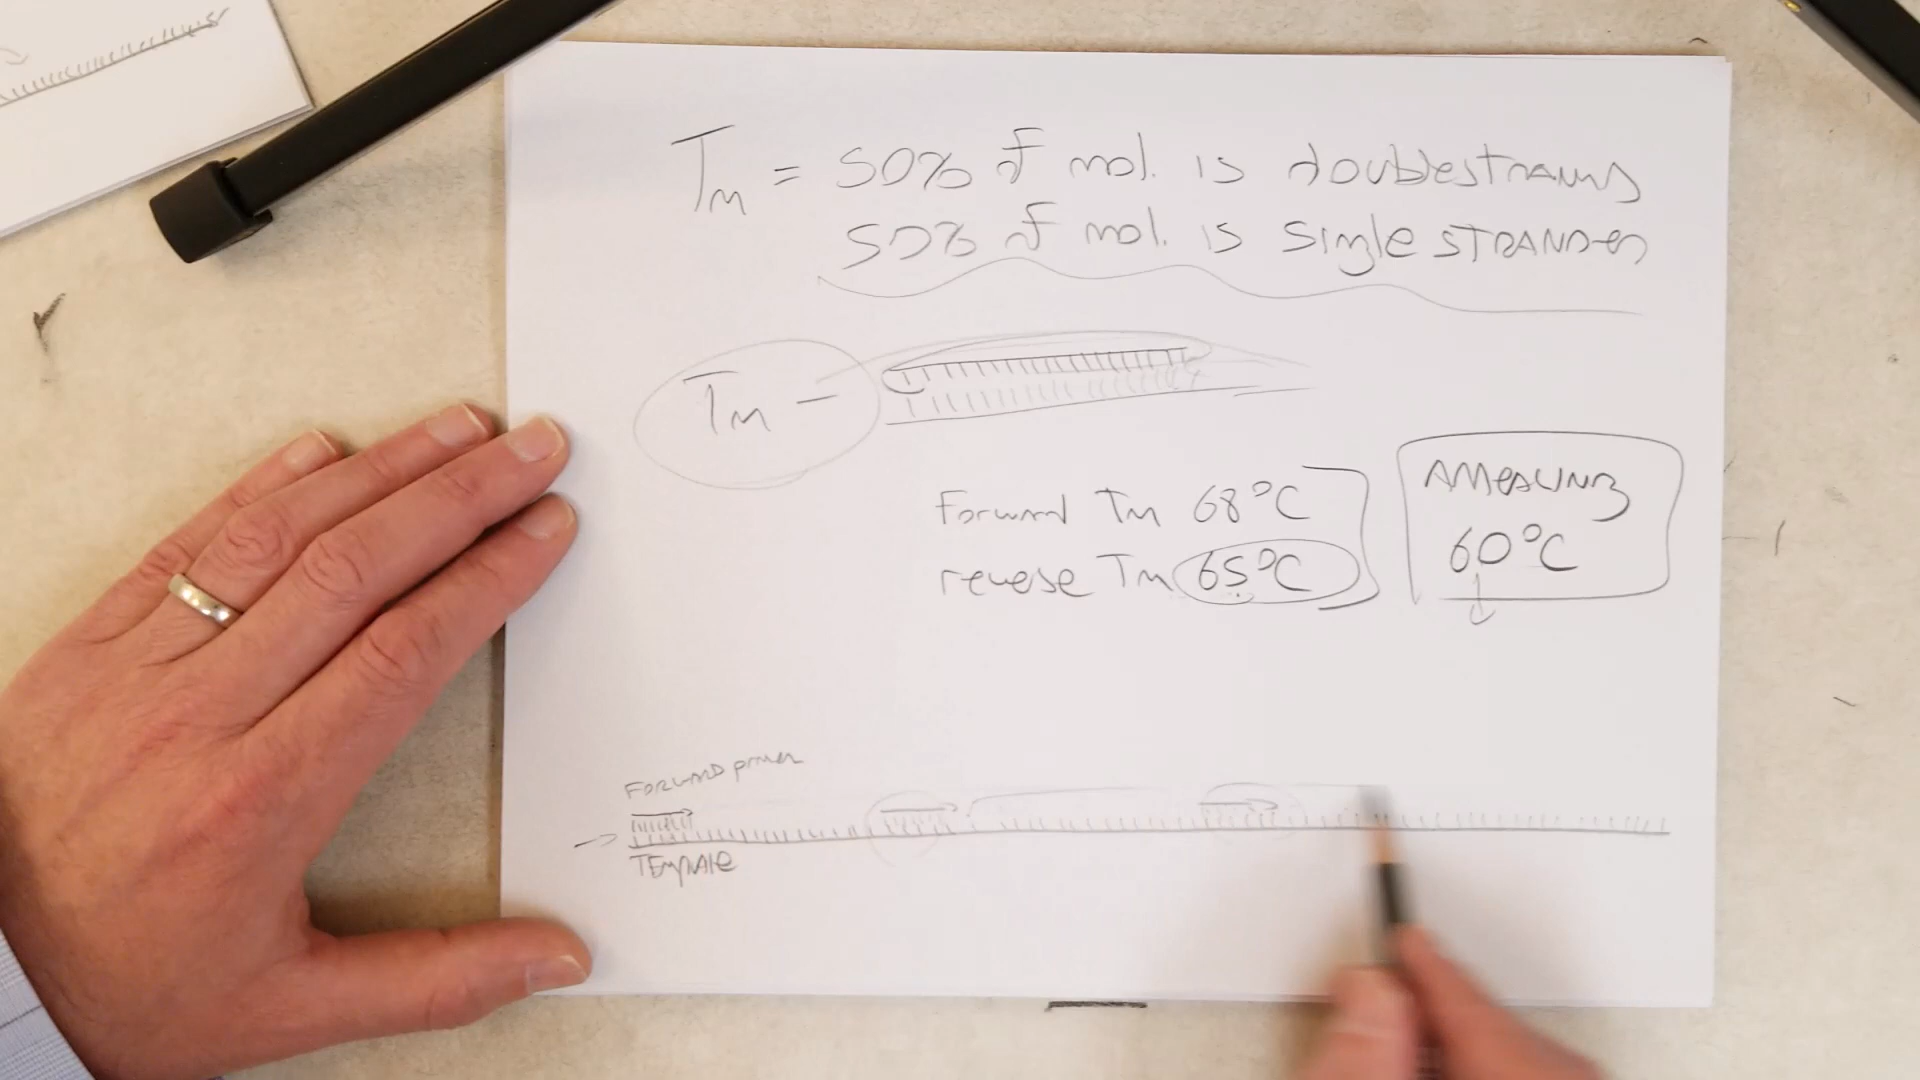 Tm = 50% of mol. is doublestrands
50% of mol. is single STRANDED
Tm -
Forward Tm 68°C
reverse Tm 65°C
ANNEALING
60°C
FORWARD primer
TEMPLATE